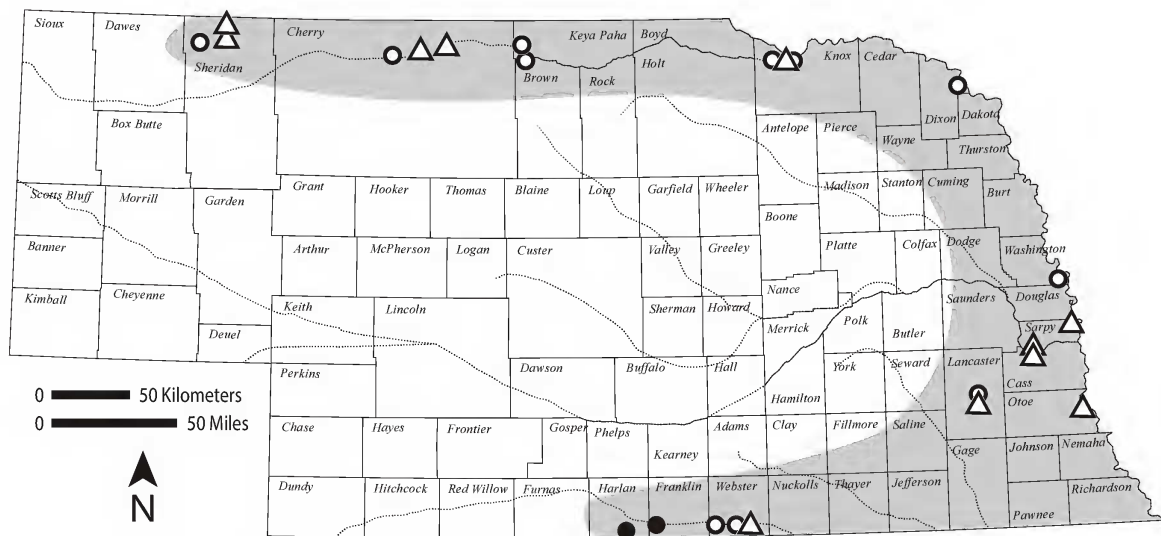 Sioux
Dawes
Sheridan
Cherry
Keya Paha
Boyd
Brown
Rock
Holt
Knox
Cedar
Dixon
Dakota
Box Butte
Antelope
Pierce
Wayne
Thurston
Scotts Bluff
Morrill
Garden
Grant
Hooker
Thomas
Blaine
Loup
Garfield
Wheeler
Madison
Stanton
Cuming
Burt
Banner
Arthur
McPherson
Logan
Custer
Valley
Greeley
Boone
Platte
Colfax
Dodge
Washington
Kimball
Cheyenne
Deuel
Keith
Lincoln
Sherman
Howard
Nance
Merrick
Polk
Butler
Saunders
Douglas
Sarpy
Perkins
Dawson
Buffalo
Hall
Hamilton
York
Seward
Lancaster
Cass
Otoe
0 50 Kilometers
0 50 Miles
Chase
Hayes
Frontier
Gosper
Phelps
Kearney
Adams
Clay
Fillmore
Saline
Gage
Johnson
Nemaha
N
Dundy
Hitchcock
Red Willow
Furnas
Harlan
Franklin
Webster
Nuckolls
Thayer
Jefferson
Pawnee
Richardson